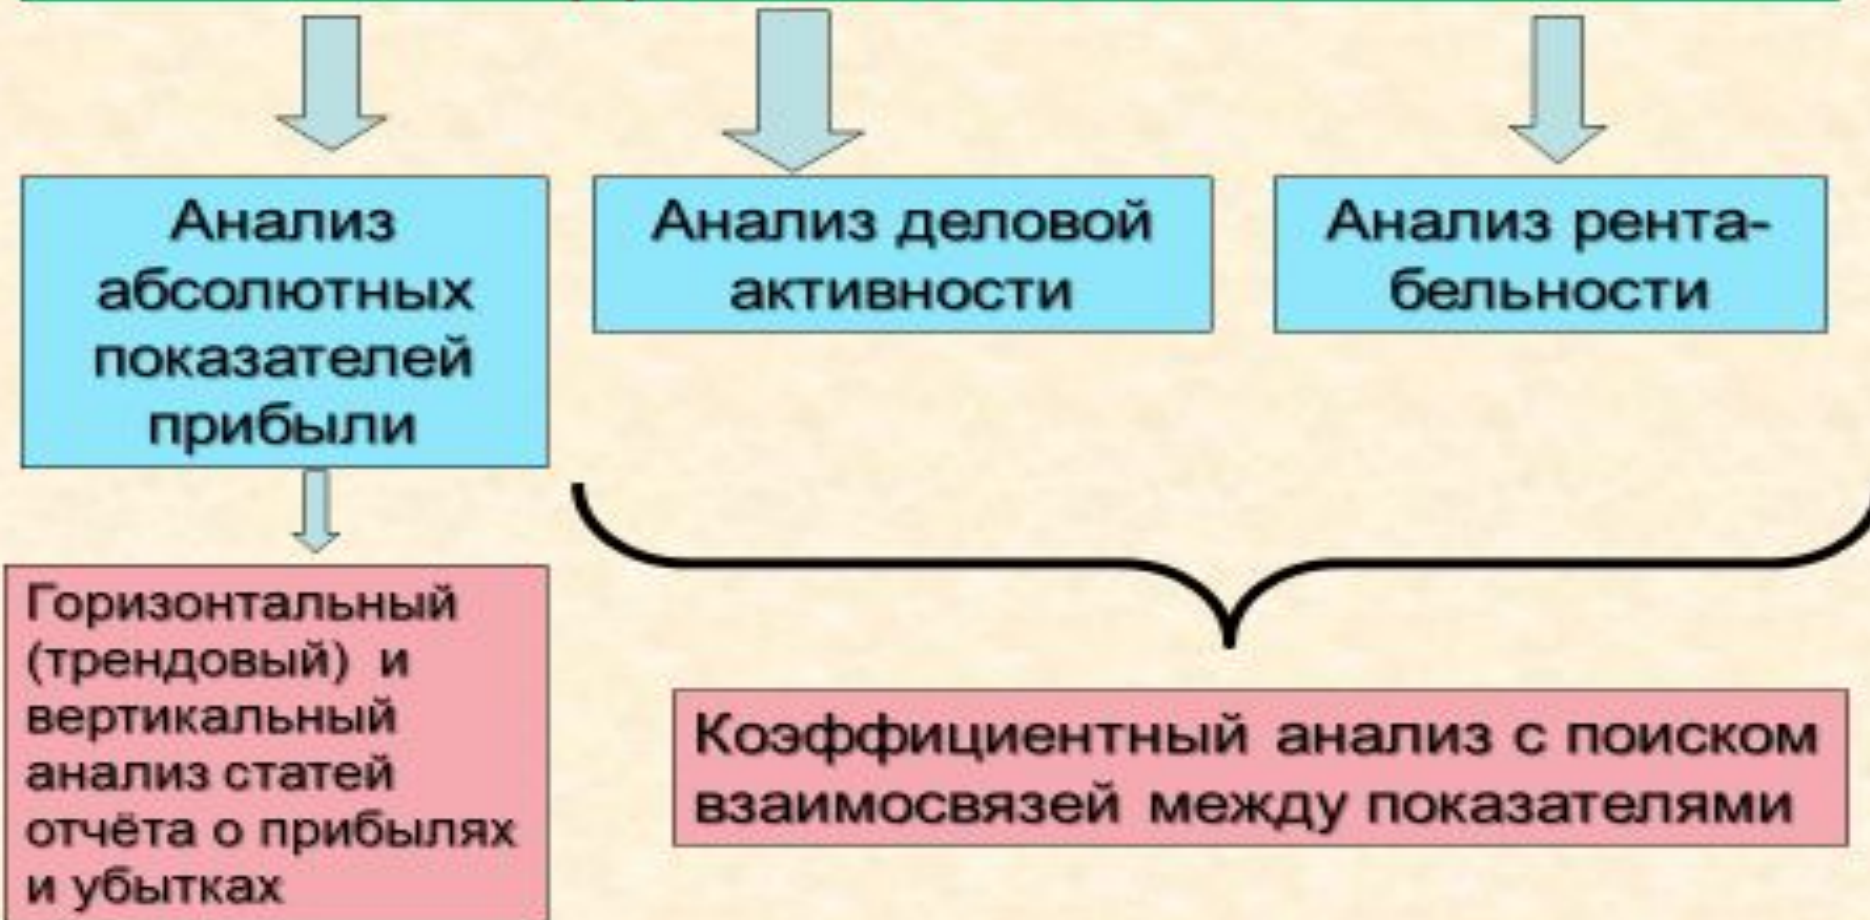 Анализ
абсолютных
показателей
прибыли
Анализ деловой
активности
Анализ рента-
бельности
Горизонтальный
(трендовый) и
вертикальный
анализ статей
отчёта о прибылях
и убытках
Коэффициентный анализ с поиском
взаимосвязей между показателями